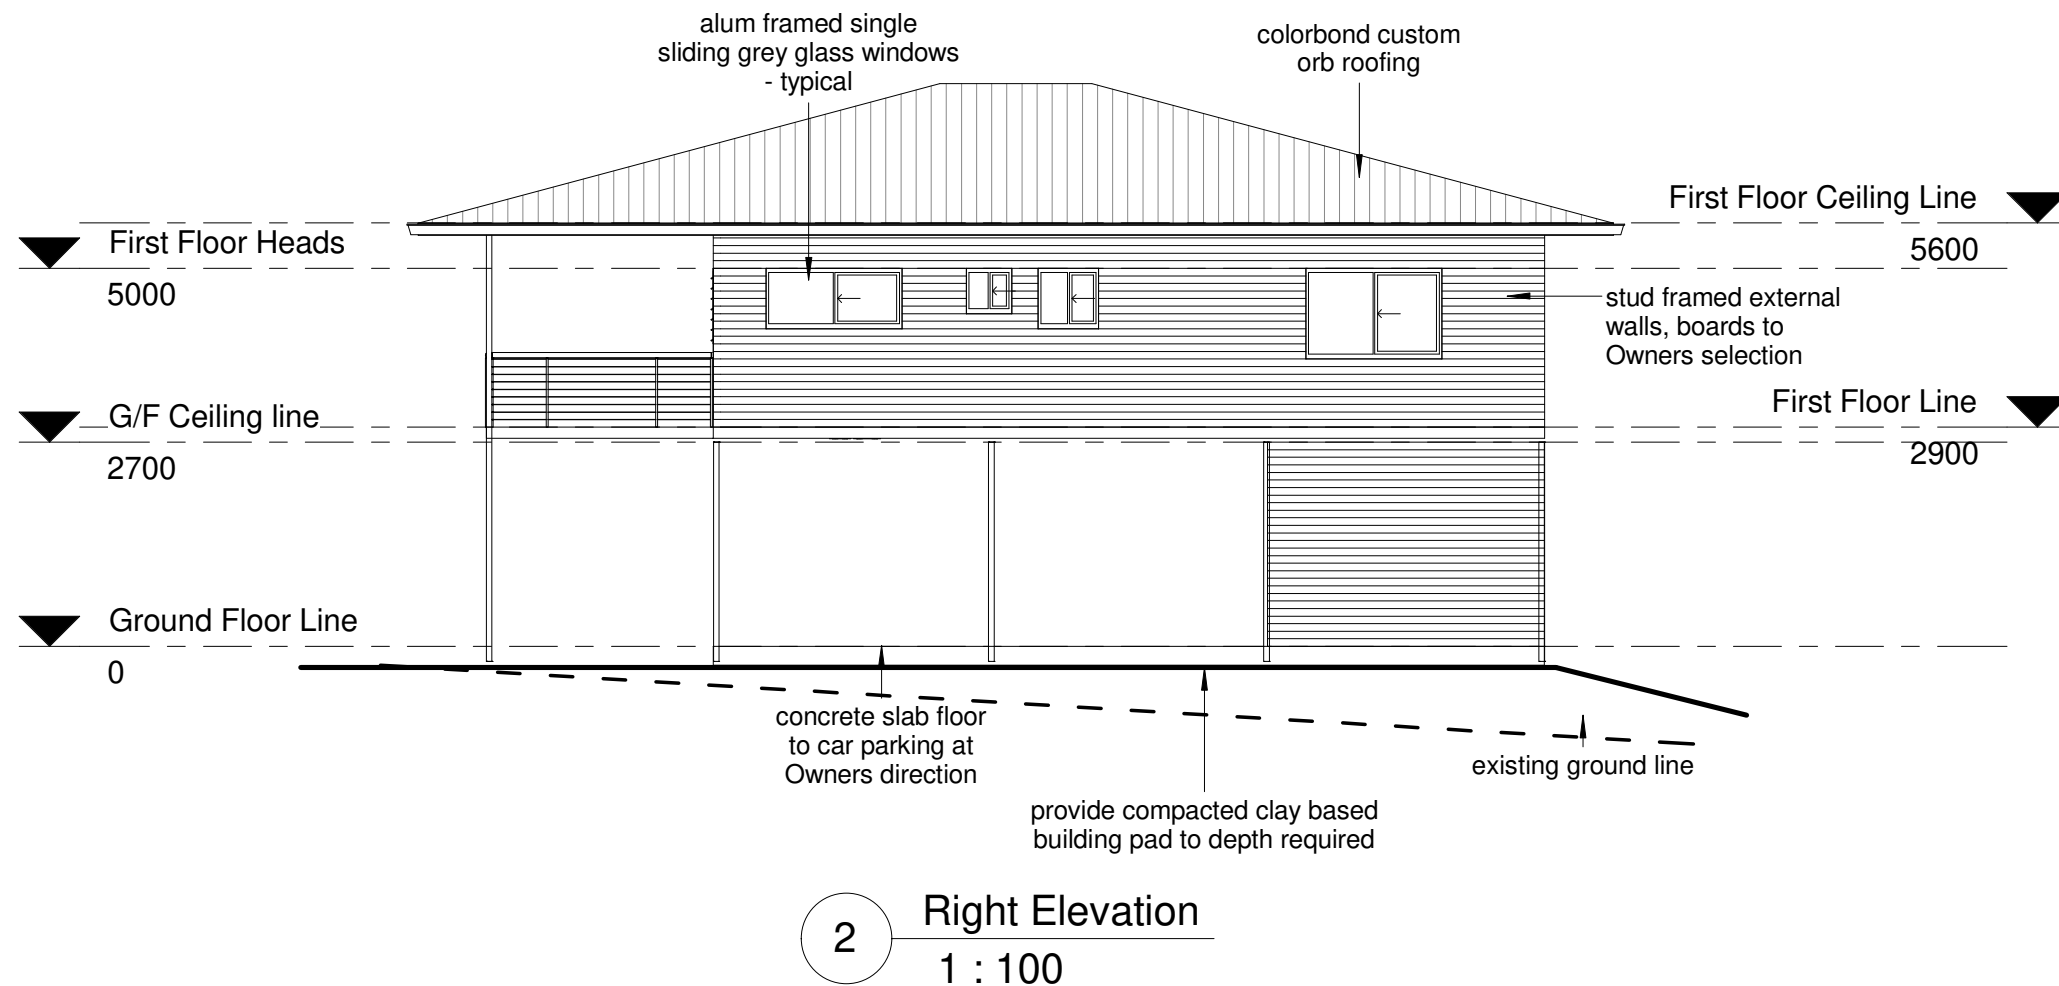 alum framed single
sliding grey glass windows
- typical
colorbond custom
orb roofing
First Floor Ceiling Line
5600
First Floor Heads
5000
stud framed external
walls, boards to
Owners selection
G/F Ceiling line
2700
First Floor Line
2900
Ground Floor Line
0
concrete slab floor
to car parking at
Owners direction
existing ground line
provide compacted clay based
building pad to depth required
2
Right Elevation
1 : 100